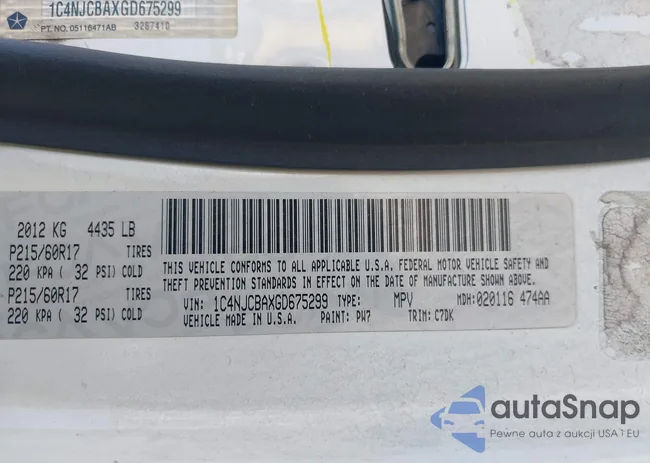 1C4NJCBAXGD675299
PT. NO. 05116471AB 3287410
2012 KG 4435 LB
P215/60R17 TIRES
220 KPA ( 32 PSI) COLD
P215/60R17 TIRES
220 KPA ( 32 PSI) COLD
THIS VEHICLE CONFORMS TO ALL APPLICABLE U.S.A. FEDERAL MOTOR VEHICLE SAFETY AND
THEFT PREVENTION STANDARDS IN EFFECT ON THE DATE OF MANUFACTURE SHOWN ABOVE.
VIN: 1C4NJCBAXGD675299 TYPE: MPV MDH: 020116 474AA
VEHICLE MADE IN U.S.A. PAINT: PW7 TRIM: C7DK
autaSnap
Pewne auta z aukcji USA i EU